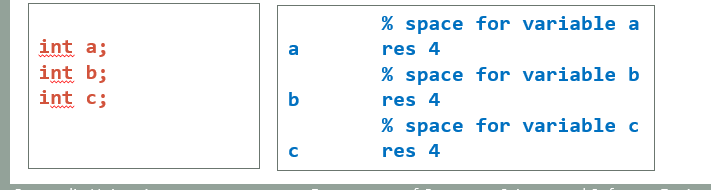 int a;
int b;
int c;
% space for variable a
a res 4
% space for variable b
b res 4
% space for variable c
c res 4